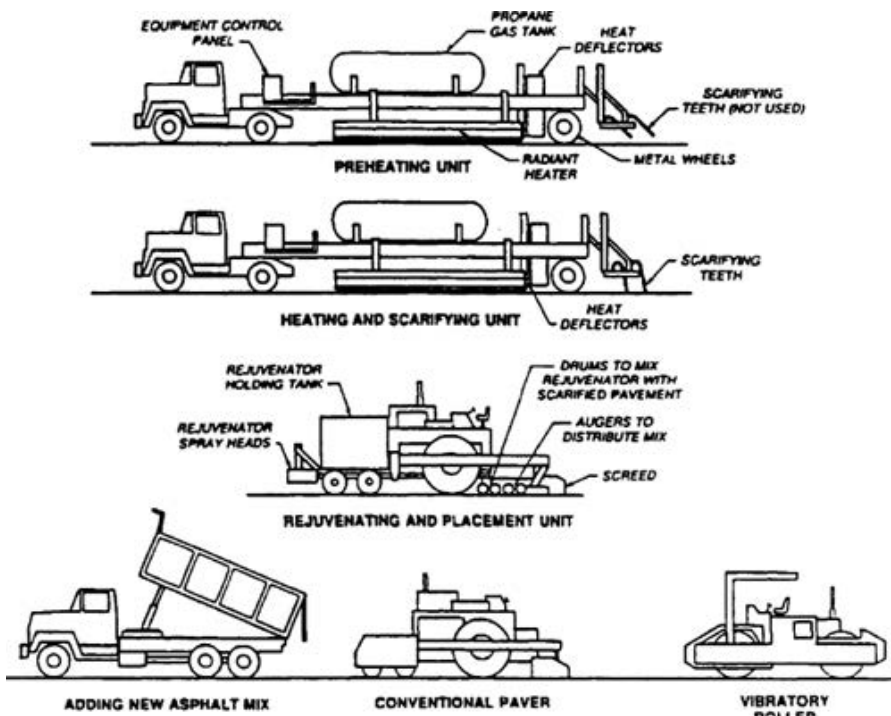 EQUIPMENT CONTROL
PANEL
PROPANE
GAS TANK
HEAT
DEFLECTORS
SCARIFYING
TEETH (NOT USED)
RADIANT
HEATER
METAL WHEELS
PREHEATING UNIT
SCARIFYING
TEETH
HEAT
DEFLECTORS
HEATING AND SCARIFYING UNIT
REJUVENATOR
HOLDING TANK
DRUMS TO MIX
REJUVENATOR WITH
SCARIFIED PAVEMENT
REJUVENATOR
SPRAY HEADS
AUGERS TO
DISTRIBUTE MIX
SCREED
REJUVENATING AND PLACEMENT UNIT
ADDING NEW ASPHALT MIX
CONVENTIONAL PAVER
VIBRATORY
ROLLER